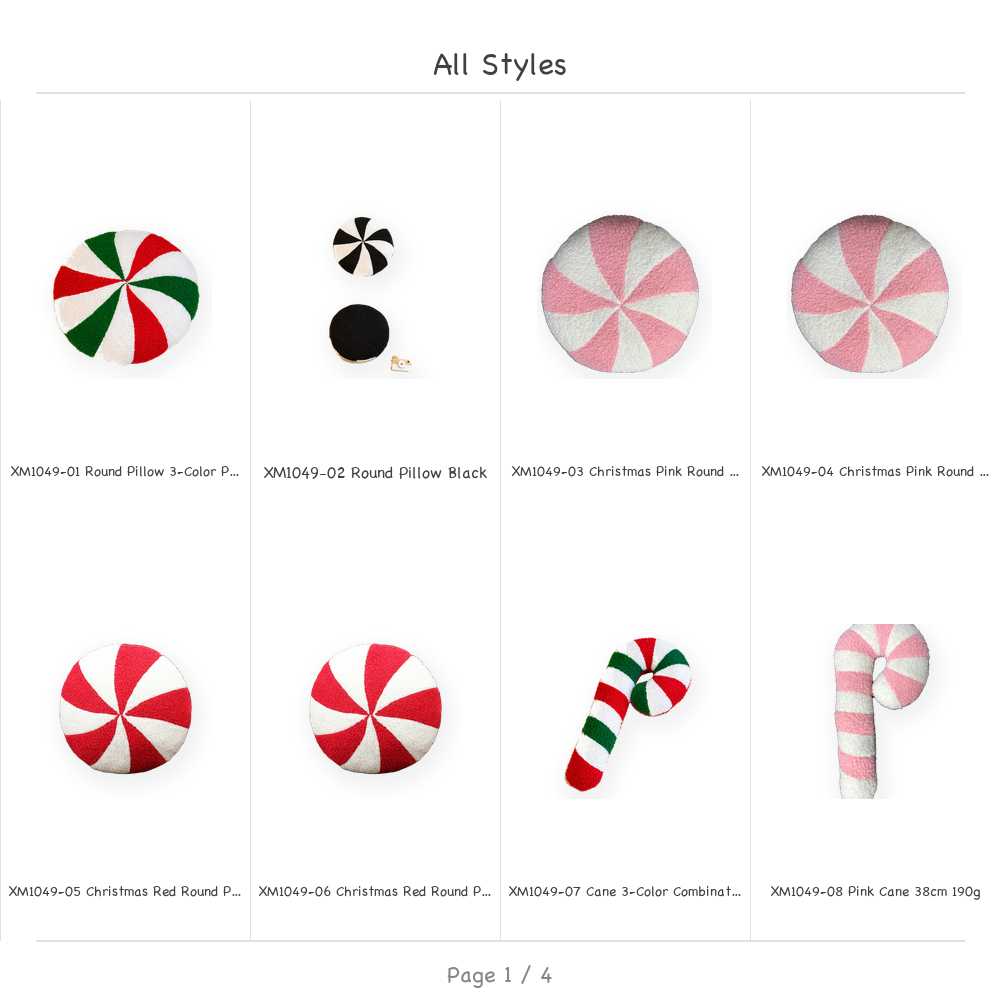 All Styles
XM1049-01 Round Pillow 3-Color P...
XM1049-02 Round Pillow Black
XM1049-03 Christmas Pink Round ...
XM1049-04 Christmas Pink Round ...
XM1049-05 Christmas Red Round P...
XM1049-06 Christmas Red Round P...
XM1049-07 Cane 3-Color Combinat...
XM1049-08 Pink Cane 38cm 190g
Page 1 / 4